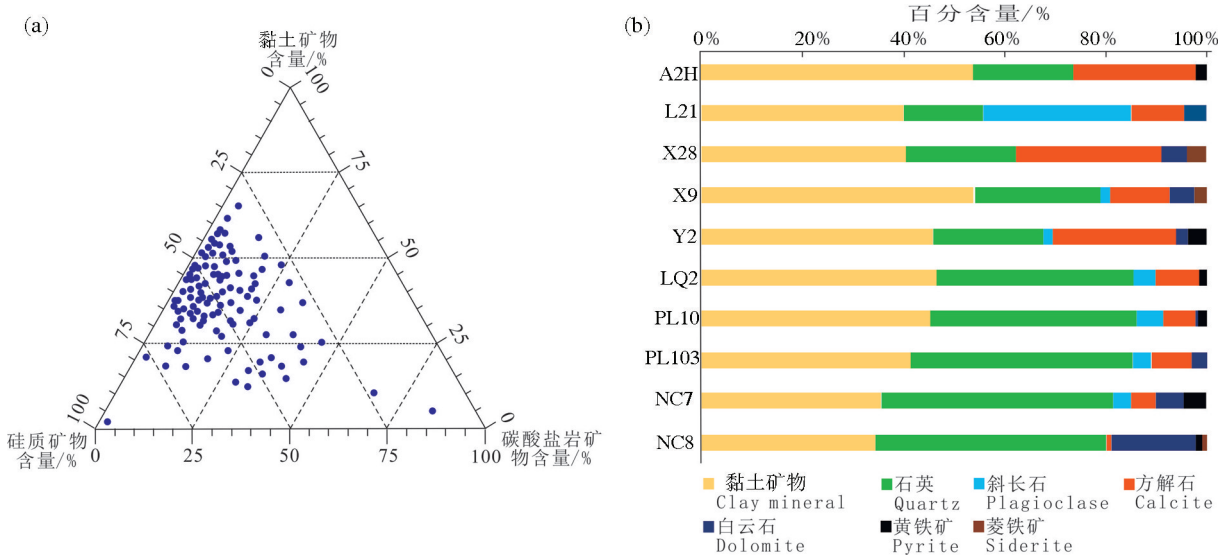 (a)
黏土矿物
含量/%
0
100
25
75
50
50
75
25
100
0
硅质矿物
含量/%
碳酸盐岩矿
物含量/%
0
25
50
75
100
(b)
百分含量/%
0% 20% 40% 60% 80% 100%
A2H
L21
X28
X9
Y2
LQ2
PL10
PL103
NC7
NC8
黏土矿物 石英 斜长石 方解石
Clay mineral Quartz Plagioclase Calcite
白云石 黄铁矿 菱铁矿
Dolomite Pyrite Siderite